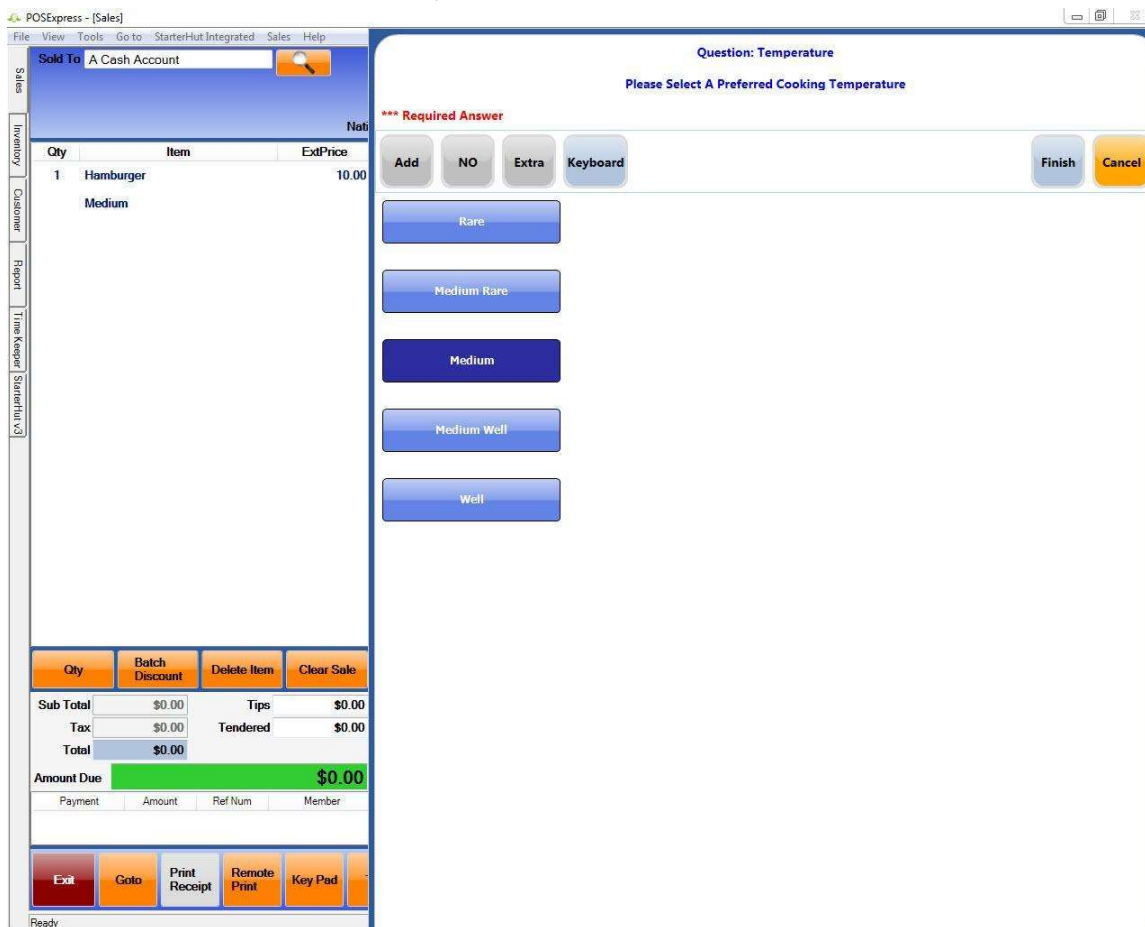 POSExpress - [Sales]
File View Tools Go to StarterHut Integrated Sales Help
Sold To A Cash Account
Nati
Qty Item ExtPrice
1 Hamburger 10.00
Medium
Qty Batch Discount Delete Item Clear Sale
Sub Total $0.00 Tips $0.00
Tax $0.00 Tendered $0.00
Total $0.00
Amount Due $0.00
Payment Amount Ref Num Member
Exit Goto Print Receipt Remote Print Key Pad
Ready
Sales
Inventory
Customer
Report
Time Keeper
StarterHut v3
Question: Temperature
Please Select A Preferred Cooking Temperature
*** Required Answer
Add NO Extra Keyboard Finish Cancel
Rare
Medium Rare
Medium
Medium Well
Well